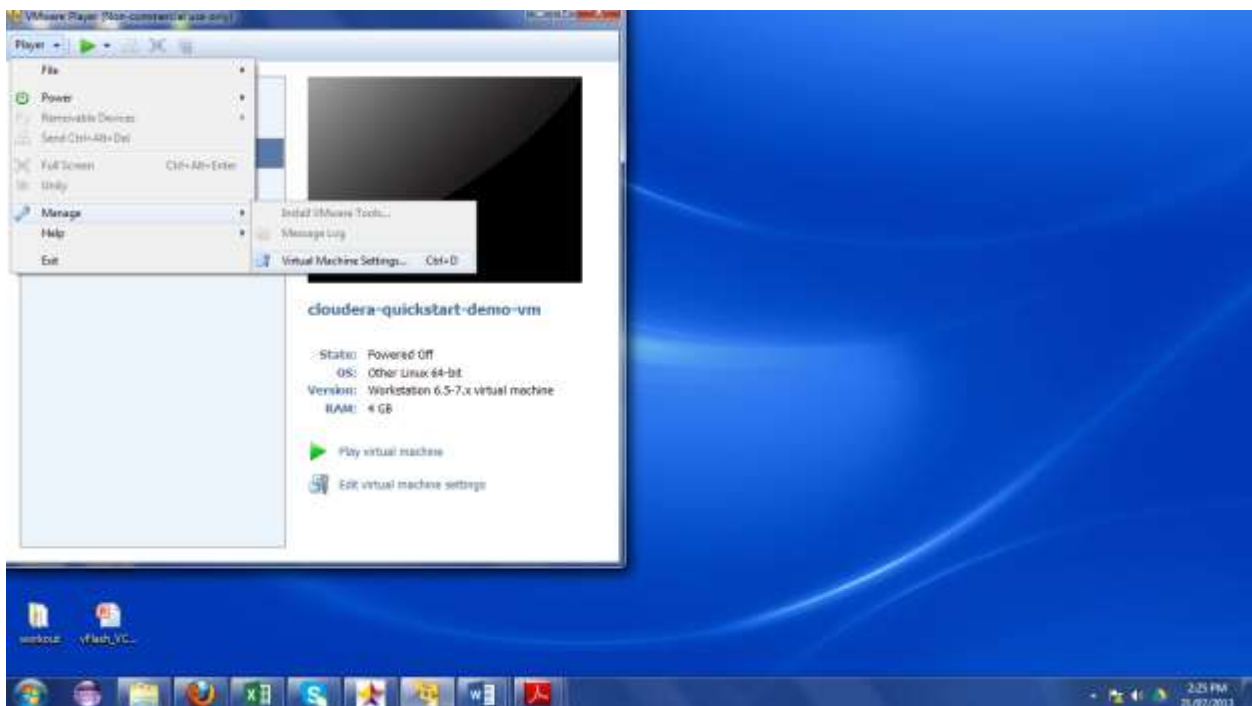 VMware Player (Non-commercial use only)
Player
File
Power
Removable Devices
Send Ctrl+Alt+Del
Full Screen Ctrl+Alt+Enter
Unity
Manage
Help
Exit
Install VMware Tools...
Message Log
Virtual Machine Settings... Ctrl+D
cloudera-quickstart-demo-vm
State: Powered Off
OS: Other Linux 64-bit
Version: Workstation 6.5-7.x virtual machine
RAM: 4 GB
Play virtual machine
Edit virtual machine settings
workout
vflash_VC...
2:25 PM